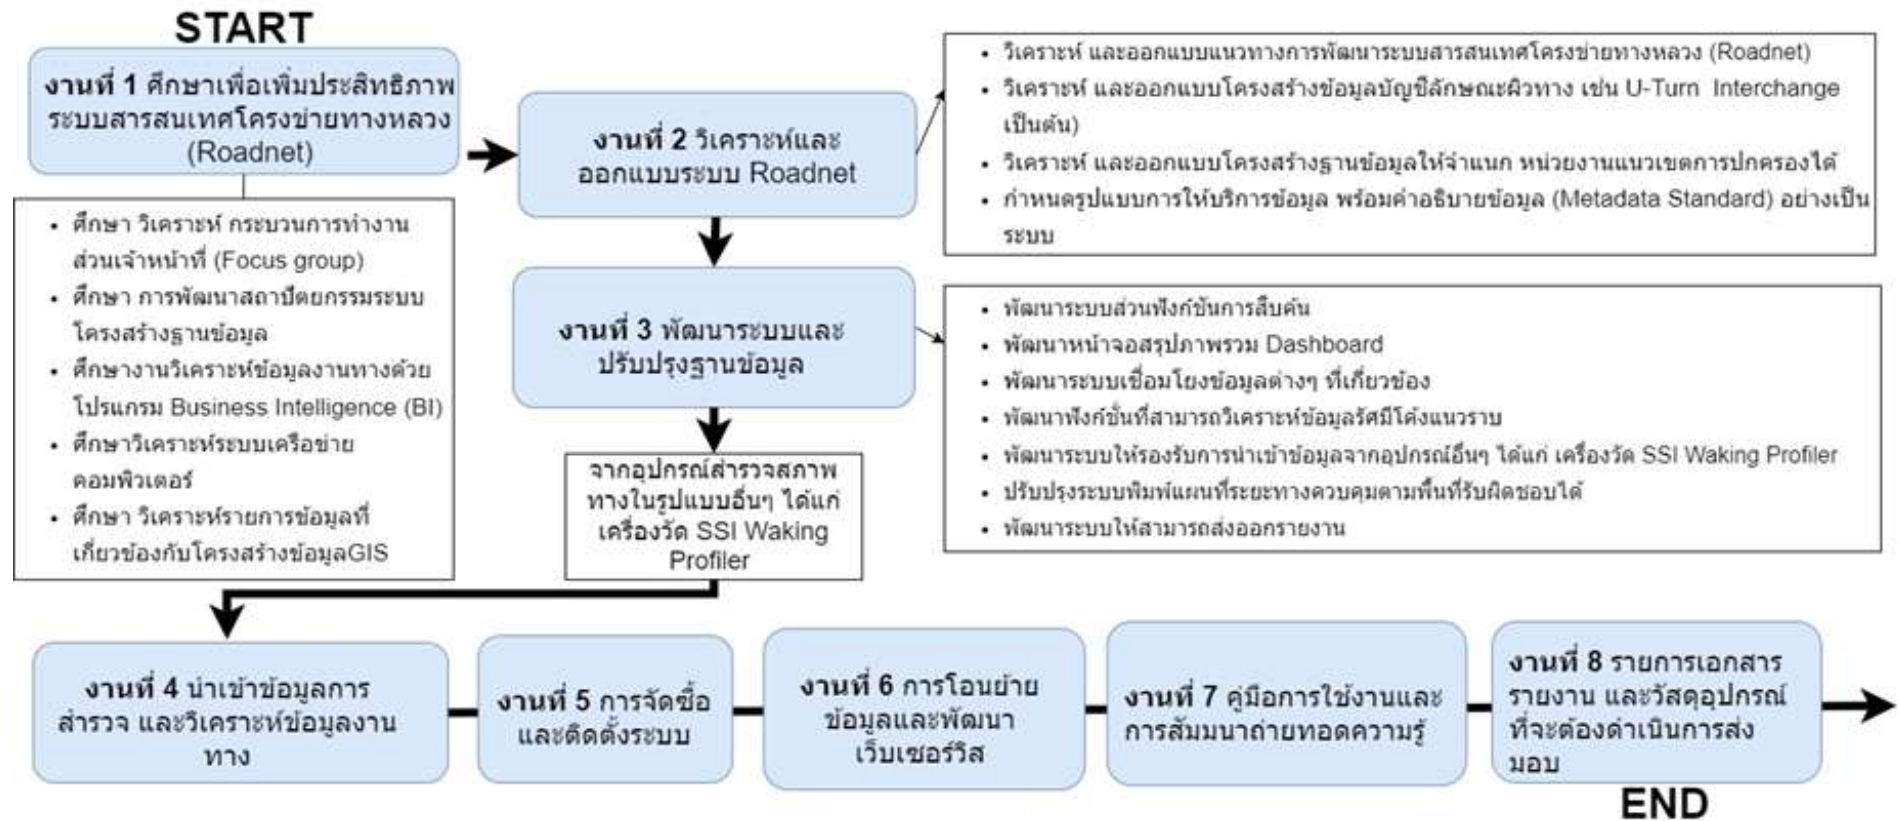 START
งานที่ 1 ศึกษาเพื่อเพิ่มประสิทธิภาพ
ระบบสารสนเทศโครงข่ายทางหลวง
(Roadnet)
• ศึกษา วิเคราะห์ กระบวนการทำงาน
ส่วนเจ้าหน้าที่ (Focus group)
• ศึกษา การพัฒนาสถาปัตยกรรมระบบ
โครงสร้างฐานข้อมูล
• ศึกษางานวิเคราะห์ข้อมูลงานทางด้วย
โปรแกรม Business Intelligence (BI)
• ศึกษาวิเคราะห์ระบบเครือข่าย
คอมพิวเตอร์
• ศึกษา วิเคราะห์รายการข้อมูลที่
เกี่ยวข้องกับโครงสร้างข้อมูลGIS
งานที่ 2 วิเคราะห์และ
ออกแบบระบบ Roadnet
• วิเคราะห์ และออกแบบแนวทางการพัฒนาระบบสารสนเทศโครงข่ายทางหลวง (Roadnet)
• วิเคราะห์ และออกแบบโครงสร้างข้อมูลบัญชีลักษณะผิวทาง เช่น U-Turn Interchange
เป็นต้น)
• วิเคราะห์ และออกแบบโครงสร้างฐานข้อมูลให้จำแนก หน่วยงานแนวเขตการปกครองได้
• กำหนดรูปแบบการให้บริการข้อมูล พร้อมคำอธิบายข้อมูล (Metadata Standard) อย่างเป็น
ระบบ
งานที่ 3 พัฒนาระบบและ
ปรับปรุงฐานข้อมูล
• พัฒนาระบบส่วนฟังก์ชันการสืบค้น
• พัฒนาหน้าจอสรุปภาพรวม Dashboard
• พัฒนาระบบเชื่อมโยงข้อมูลต่างๆ ที่เกี่ยวข้อง
• พัฒนาฟังก์ชั่นที่สามารถวิเคราะห์ข้อมูลรัศมีโค้งแนวราบ
• พัฒนาระบบให้รองรับการนำเข้าข้อมูลจากอุปกรณ์อื่นๆ ได้แก่ เครื่องวัด SSI Waking Profiler
• ปรับปรุงระบบพิมพ์แผนที่ระยะทางควบคุมตามพื้นที่รับผิดชอบได้
• พัฒนาระบบให้สามารถส่งออกรายงาน
จากอุปกรณ์สำรวจสภาพ
ทางในรูปแบบอื่นๆ ได้แก่
เครื่องวัด SSI Waking
Profiler
งานที่ 4 นำเข้าข้อมูลการ
สำรวจ และวิเคราะห์ข้อมูลงาน
ทาง
งานที่ 5 การจัดซื้อ
และติดตั้งระบบ
งานที่ 6 การโอนย้าย
ข้อมูลและพัฒนา
เว็บเซอร์วิส
งานที่ 7 คู่มือการใช้งานและ
การสัมมนาถ่ายทอดความรู้
งานที่ 8 รายการเอกสาร
รายงาน และวัสดุอุปกรณ์
ที่จะต้องดำเนินการส่ง
มอบ
END